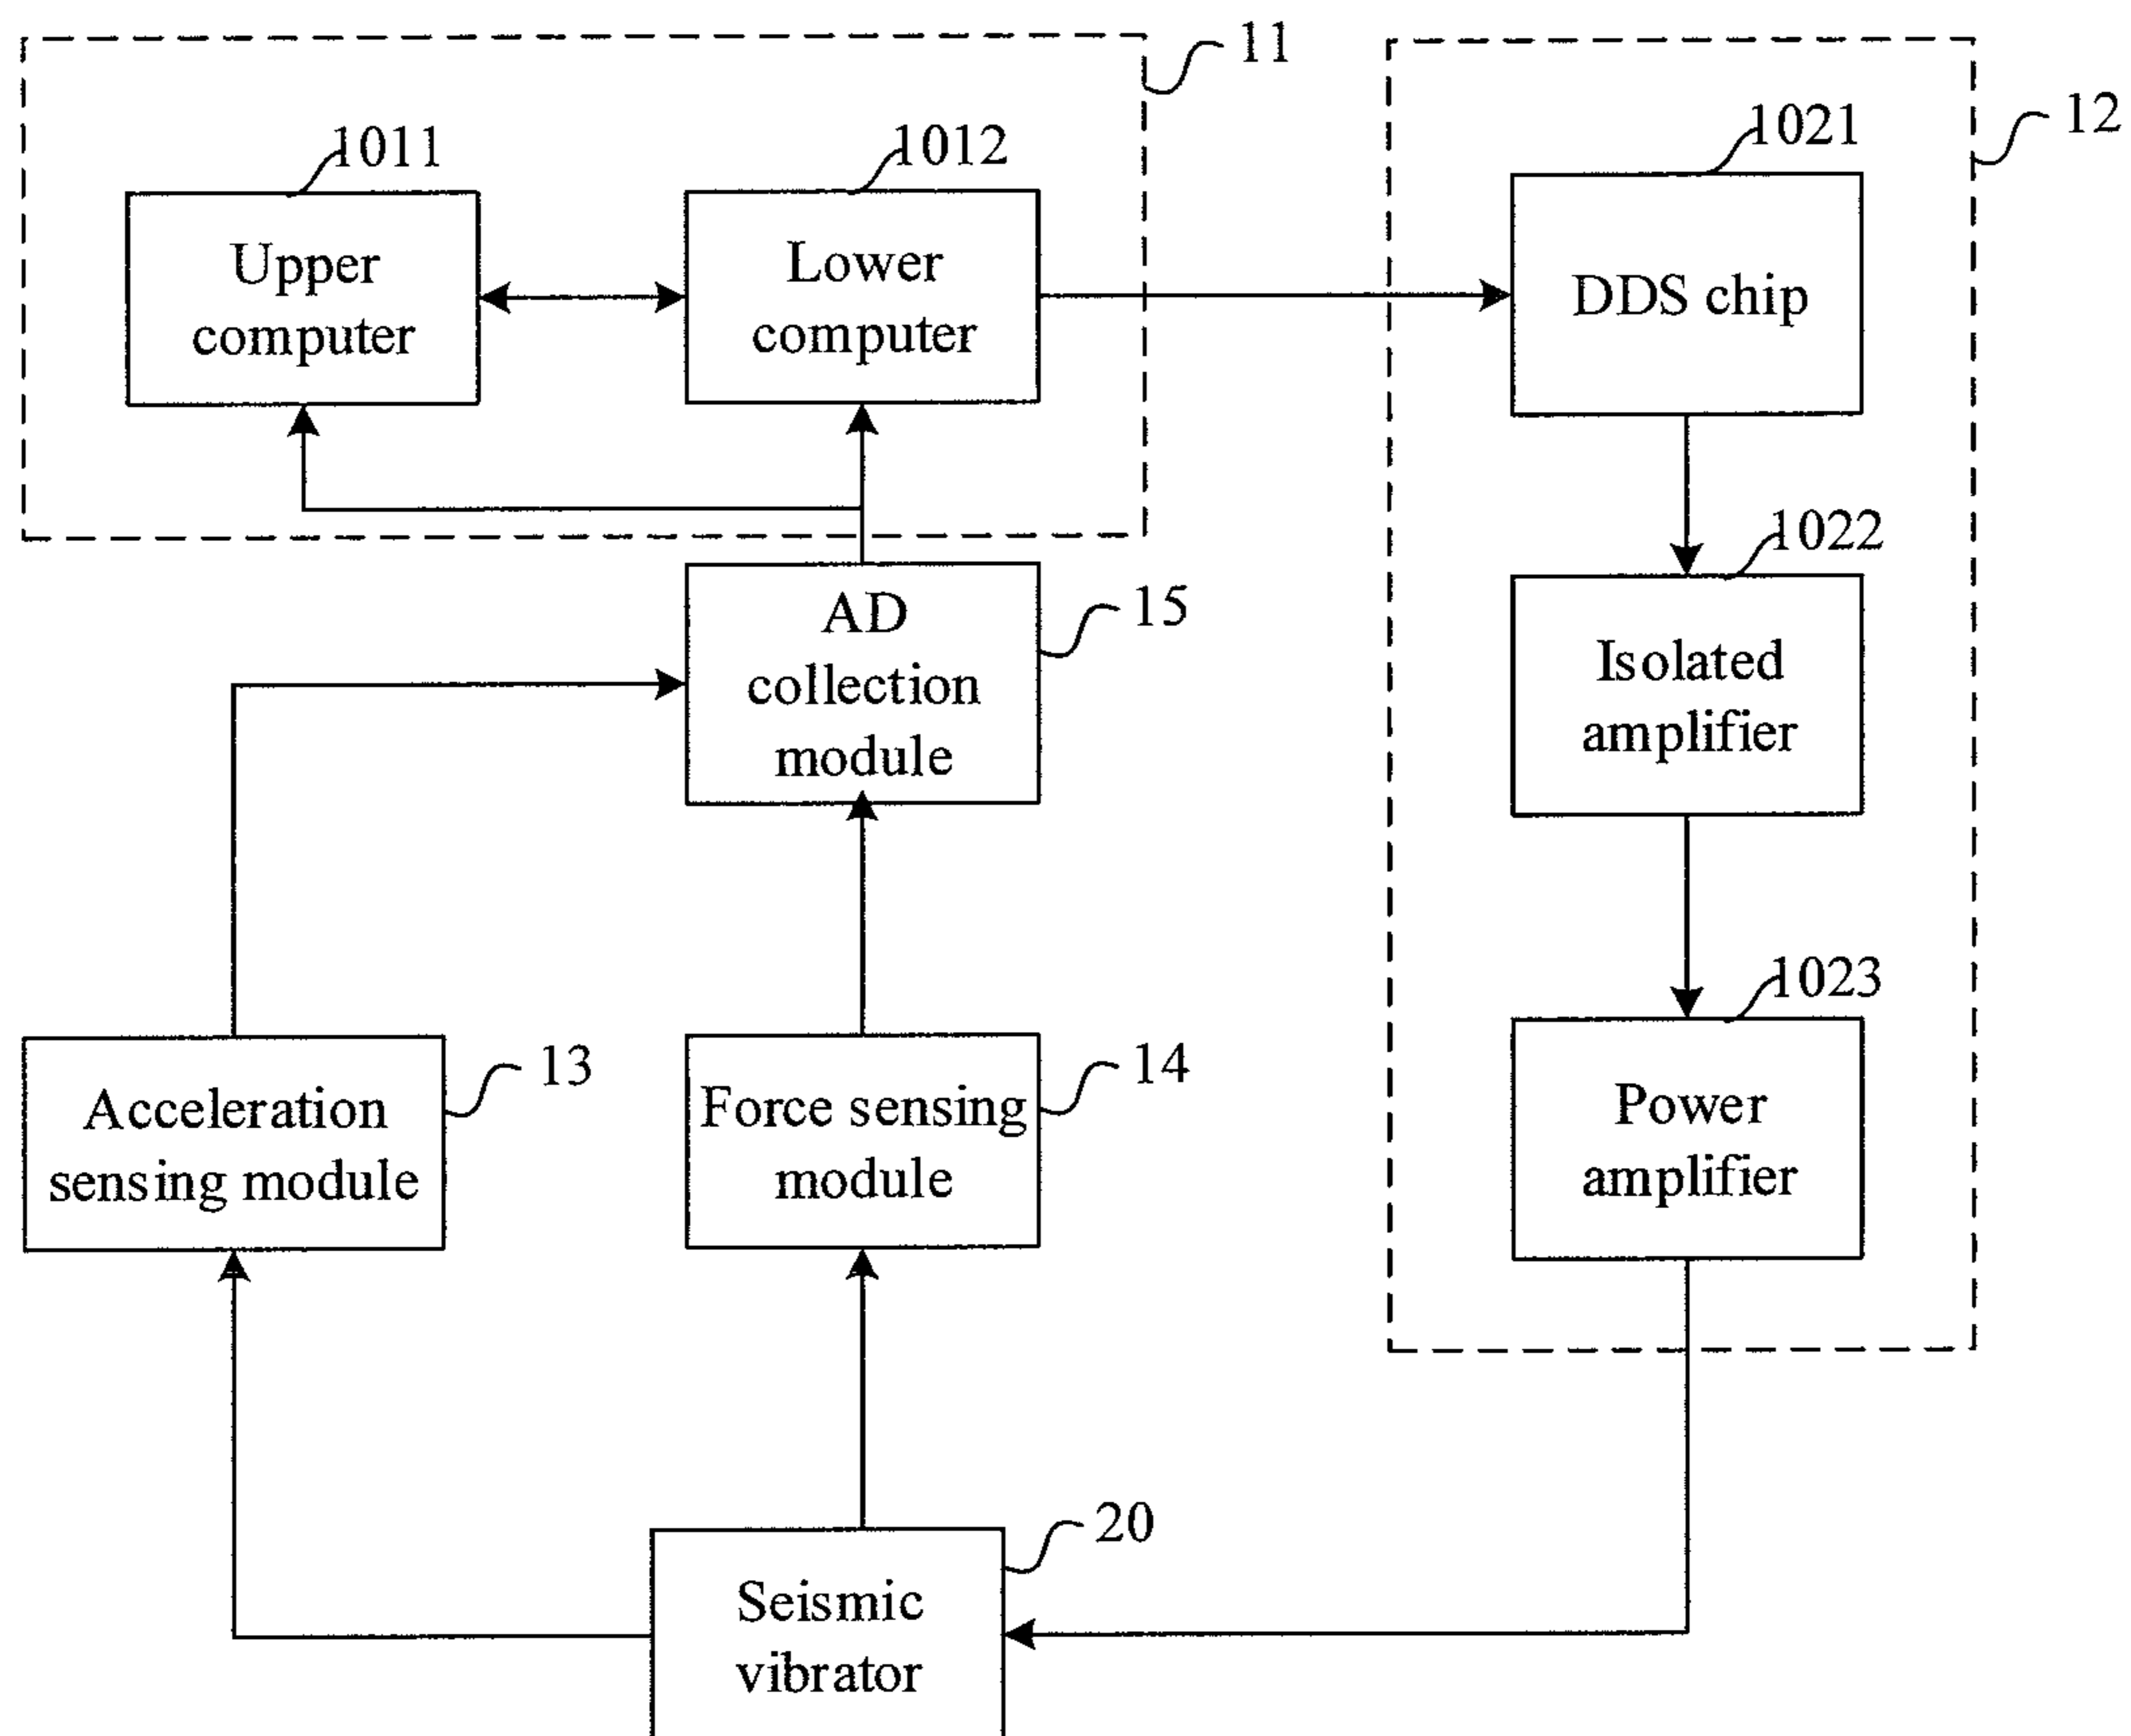 11
12
1011
1012
1021
Upper
computer
Lower
computer
DDS chip
1022
Isolated
amplifier
AD
collection
module
15
1023
Power
amplifier
Acceleration
sensing module
13
Force sensing
module
14
20
Seismic
vibrator